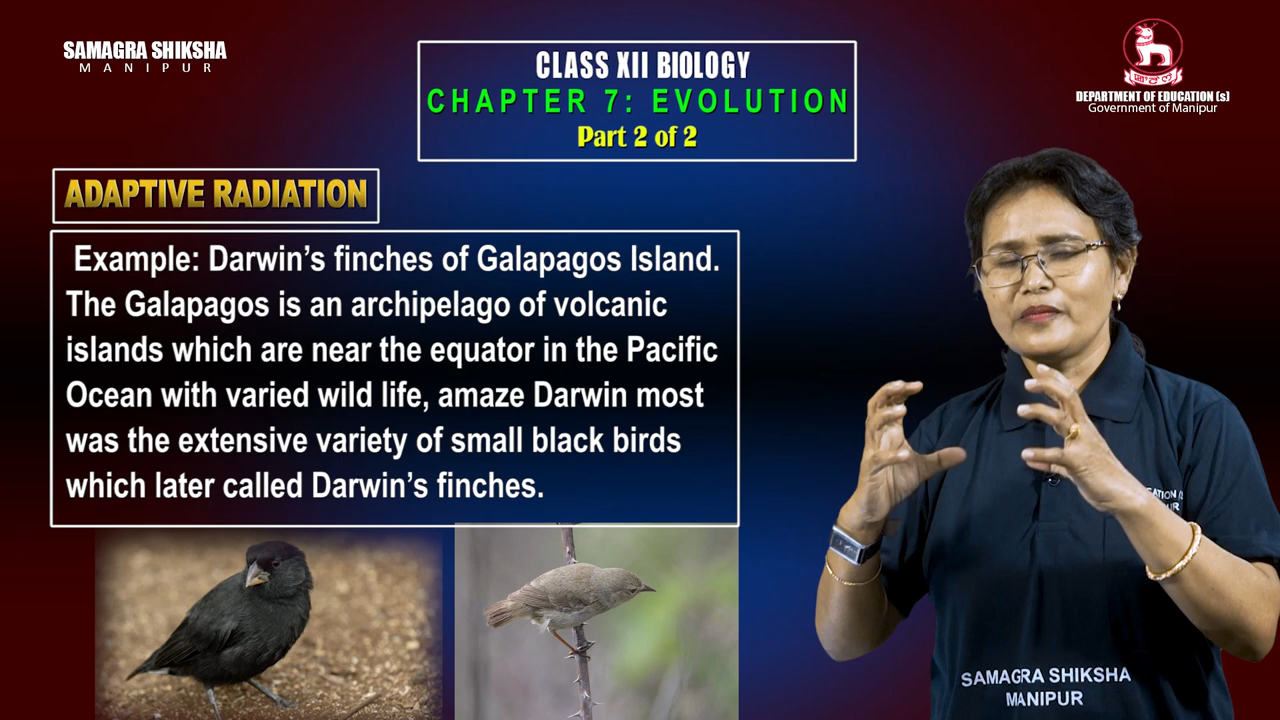 SAMAGRA SHIKSHA
MANIPUR
CLASS XII BIOLOGY
CHAPTER 7: EVOLUTION
Part 2 of 2
DEPARTMENT OF EDUCATION (s)
Government of Manipur
ADAPTIVE RADIATION
Example: Darwin's finches of Galapagos Island.
The Galapagos is an archipelago of volcanic
islands which are near the equator in the Pacific
Ocean with varied wild life, amaze Darwin most
was the extensive variety of small black birds
which later called Darwin's finches.
SAMAGRA SHIKSHA
MANIPUR